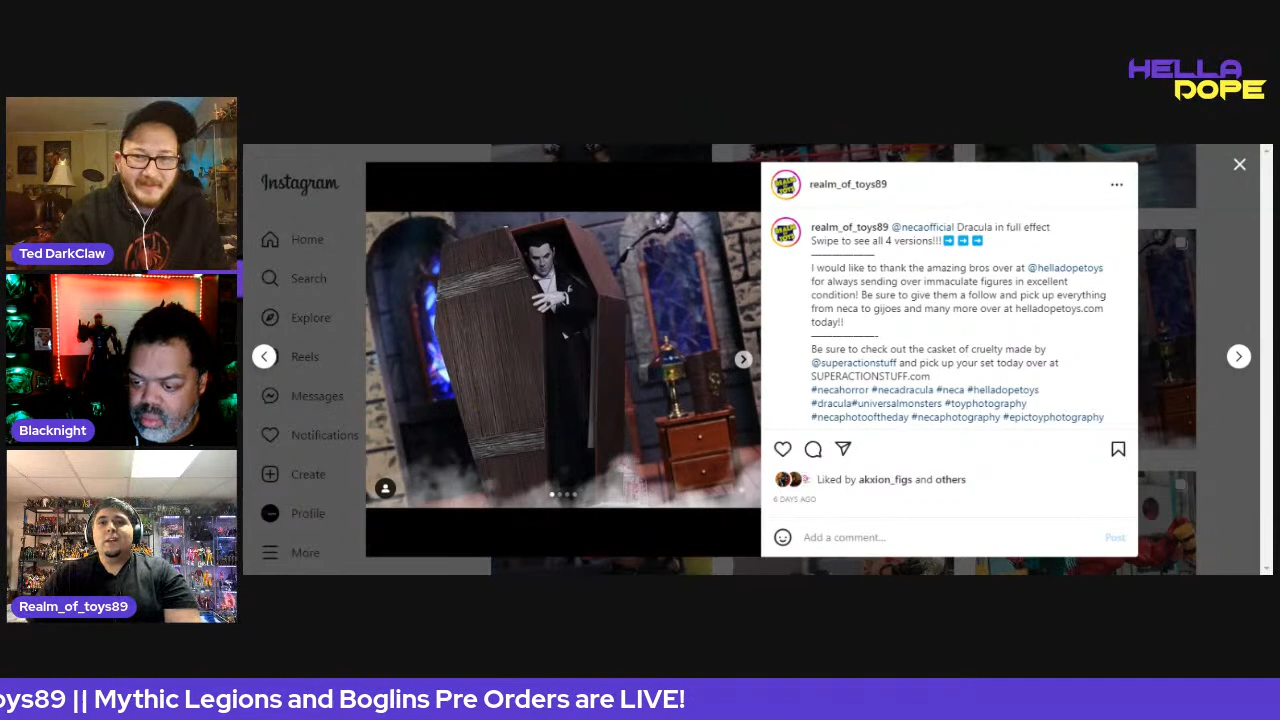 HELLA
DOPE
Ted DarkClaw
Blacknight
Realm_of_toys89
Instagram
Home
Search
Explore
Reels
Messages
Notifications
Create
Profile
More
realm_of_toys89
realm_of_toys89 @necaofficial Dracula in full effect
Swipe to see all 4 versions!!!➡️➡️➡️
——————
I would like to thank the amazing bros over at @helladopetoys
for always sending over immaculate figures in excellent
condition! Be sure to give them a follow and pick up everything
from neca to gijoes and many more over at helladopetoys.com
today!!
——————-
Be sure to check out the casket of cruelty made by
@superactionstuff and pick up your set today over at
SUPERACTIONSTUFF.com
#necahorror #necadracula #neca #helladopetoys
#dracula#universalmonsters #toyphotography
#necaphotooftheday #necaphotography #epictoyphotography
Liked by akxion_figs and others
6 DAYS AGO
Add a comment...
Post
oys89 || Mythic Legions and Boglins Pre Orders are LIVE!